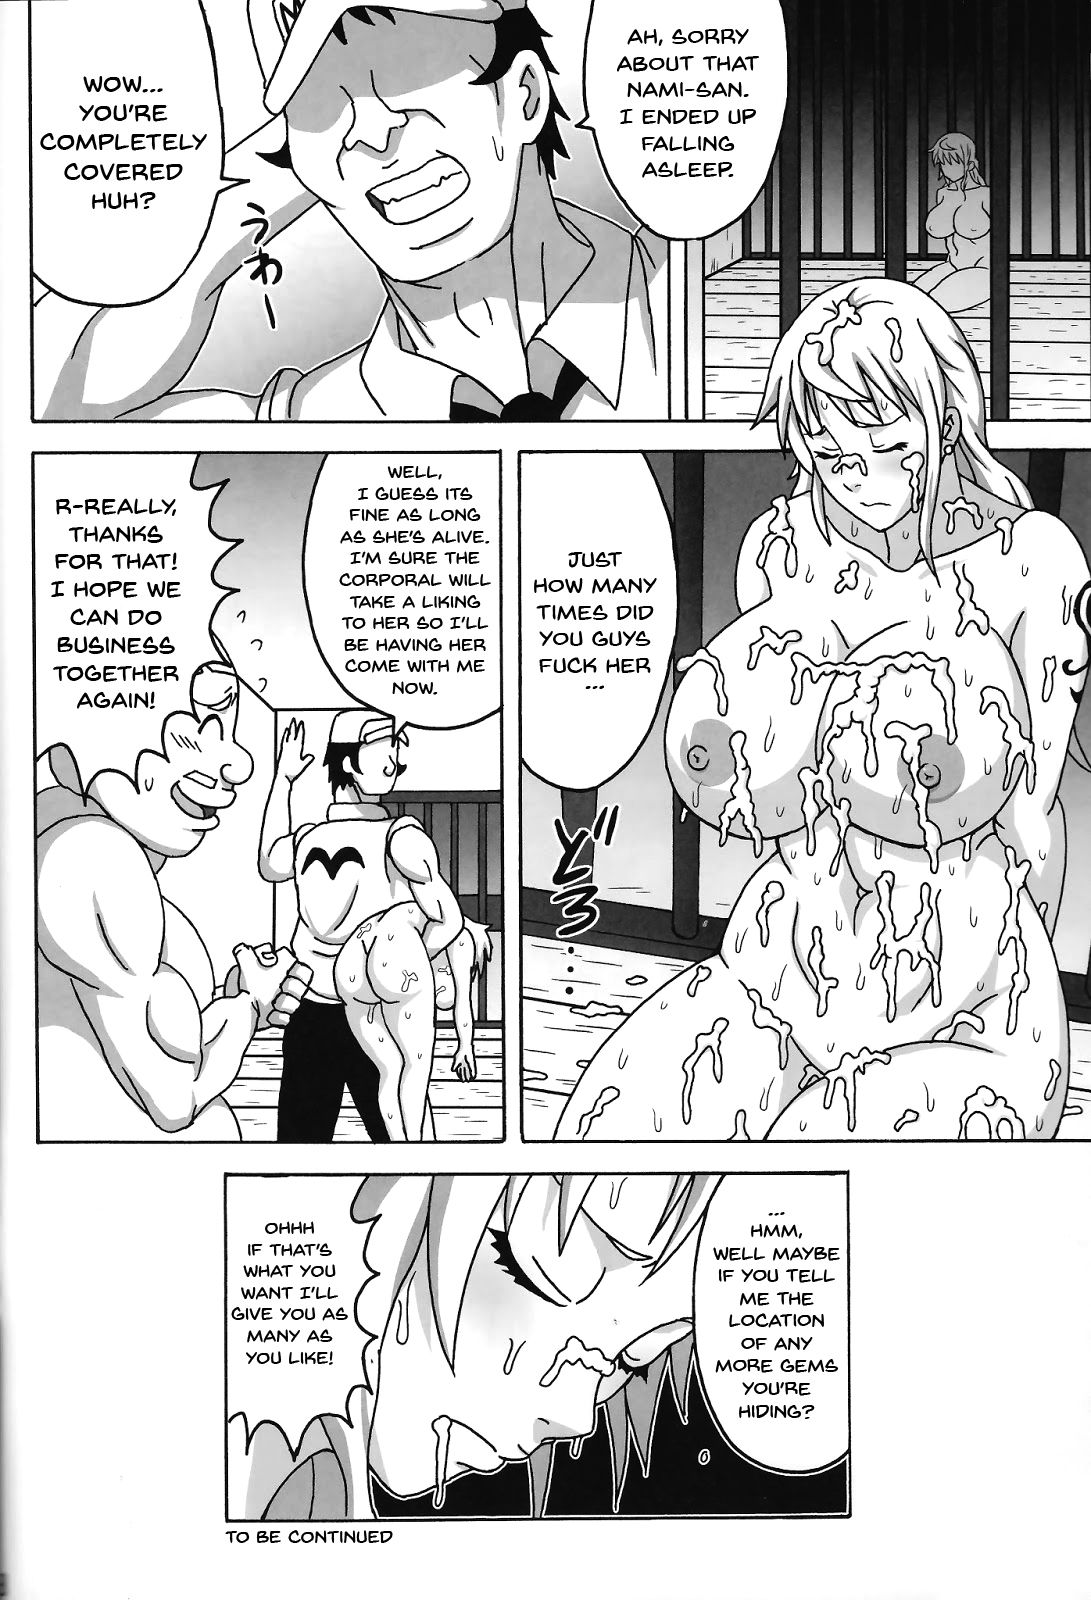 AH, SORRY
ABOUT THAT
NAMI-SAN.
I ENDED UP
FALLING
ASLEEP.
WOW...
YOU'RE
COMPLETELY
COVERED
HUH?
うわー
JUST
HOW MANY
TIMES DID
YOU GUYS
FUCK HER
...
ドロ...
WELL,
I GUESS ITS
FINE AS LONG
AS SHE'S ALIVE.
I'M SURE THE
CORPORAL WILL
TAKE A LIKING
TO HER SO I'LL
BE HAVING HER
COME WITH ME
NOW.
R-REALLY,
THANKS
FOR THAT!
I HOPE WE
CAN DO
BUSINESS
TOGETHER
AGAIN!
...
HMM,
WELL MAYBE
IF YOU TELL
ME THE
LOCATION
OF ANY
MORE GEMS
YOU'RE
HIDING?
OHHH
IF THAT'S
WHAT YOU
WANT I'LL
GIVE YOU AS
MANY AS
YOU LIKE!
TO BE CONTINUED